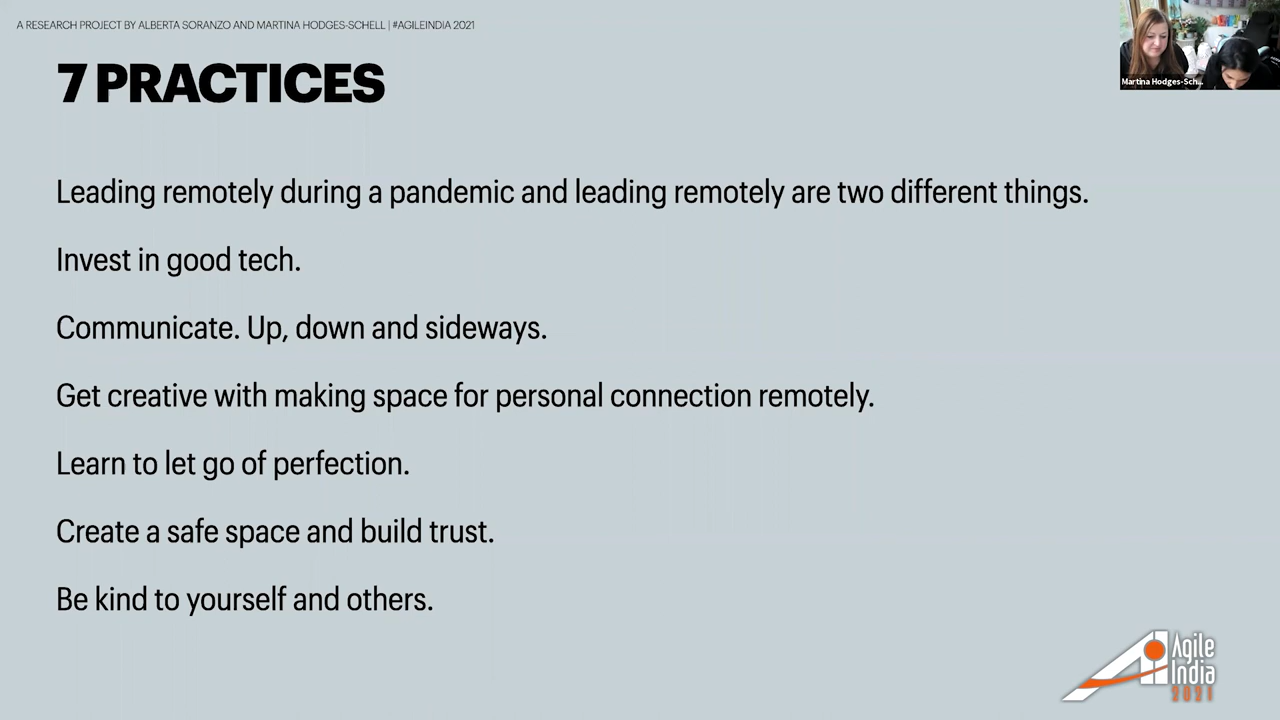 A RESEARCH PROJECT BY ALBERTA SORANZO AND MARTINA HODGES-SCHELL | #AGILEINDIA 2021
7 PRACTICES
Martina Hodges-Sch...
Leading remotely during a pandemic and leading remotely are two different things.
Invest in good tech.
Communicate. Up, down and sideways.
Get creative with making space for personal connection remotely.
Learn to let go of perfection.
Create a safe space and build trust.
Be kind to yourself and others.
Agile
India
2021